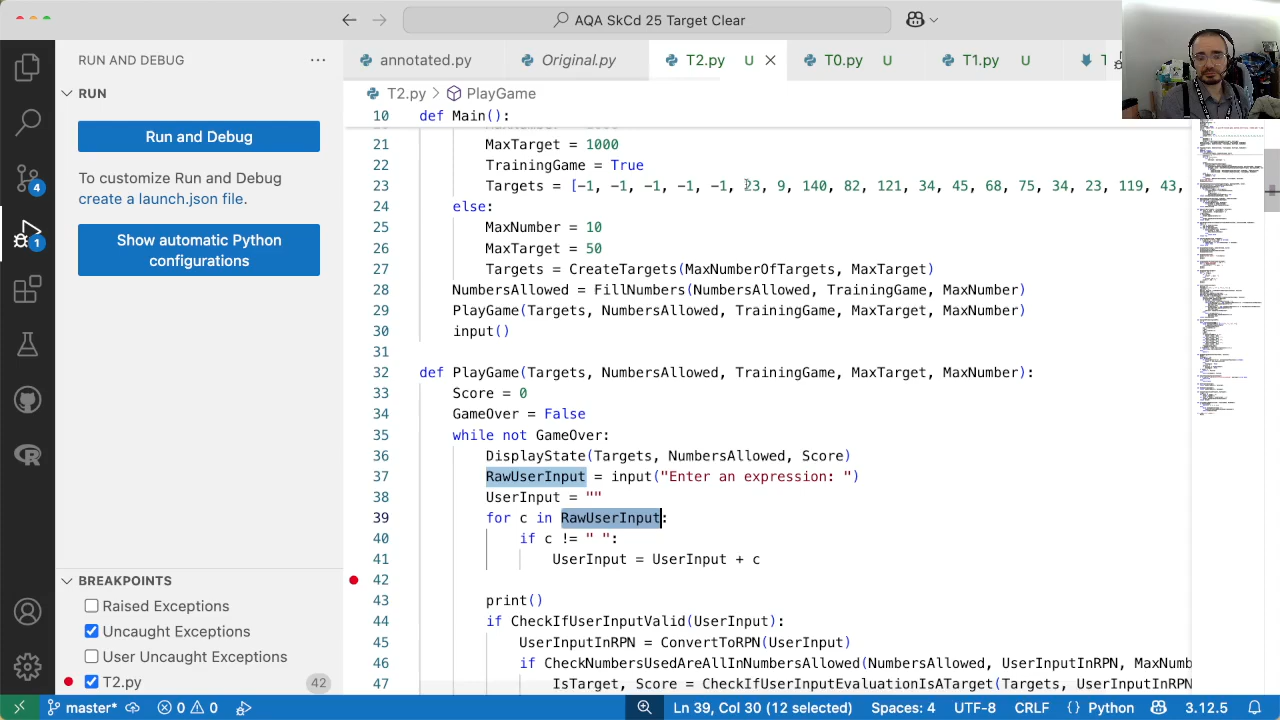 AQA SkCd 25 Target Clear
RUN AND DEBUG
RUN
Run and Debug
To customize Run and Debug
create a launch.json file.
Show automatic Python
configurations
BREAKPOINTS
Raised Exceptions
Uncaught Exceptions
User Uncaught Exceptions
T2.py 42
4
1
annotated.py
Original.py
T2.py U
T0.py U
T1.py U
T
T2.py > PlayGame
10 def Main():
21 = 1000
22 TrainingGame = True
23 = [-1, -1, -1, -1, -1, 23, 9, 140, 82, 121, 34, 45, 68, 75, 34, 23, 119, 43
24 else:
25 = 10
26 MaxTarget = 50
27 Targets = CreateTargets(MaxNumberOfTargets, MaxTarget)
28 NumbersAllowed = FillNumbers(NumbersAllowed, TrainingGame, MaxNumber)
29 PlayGame(Targets, NumbersAllowed, TrainingGame, MaxTarget, MaxNumber)
30 input()
31
32 def PlayGame(Targets, NumbersAllowed, TrainingGame, MaxTarget, MaxNumber):
33 Score = 0
34 GameOver = False
35 while not GameOver:
36 DisplayState(Targets, NumbersAllowed, Score)
37 RawUserInput = input("Enter an expression: ")
38 UserInput = ""
39 for c in RawUserInput:
40 if c != " ":
41 UserInput = UserInput + c
42
43 print()
44 if CheckIfUserInputValid(UserInput):
45 UserInputInRPN = ConvertToRPN(UserInput)
46 if CheckNumbersUsedAreAllInNumbersAllowed(NumbersAllowed, UserInputInRPN, MaxNumb
47 IsTarget, Score = CheckIfUserInputEvaluationIsATarget(Targets, UserInputInRPN
master* 0 0 Ln 39, Col 30 (12 selected) Spaces: 4 UTF-8 CRLF {} Python 3.12.5